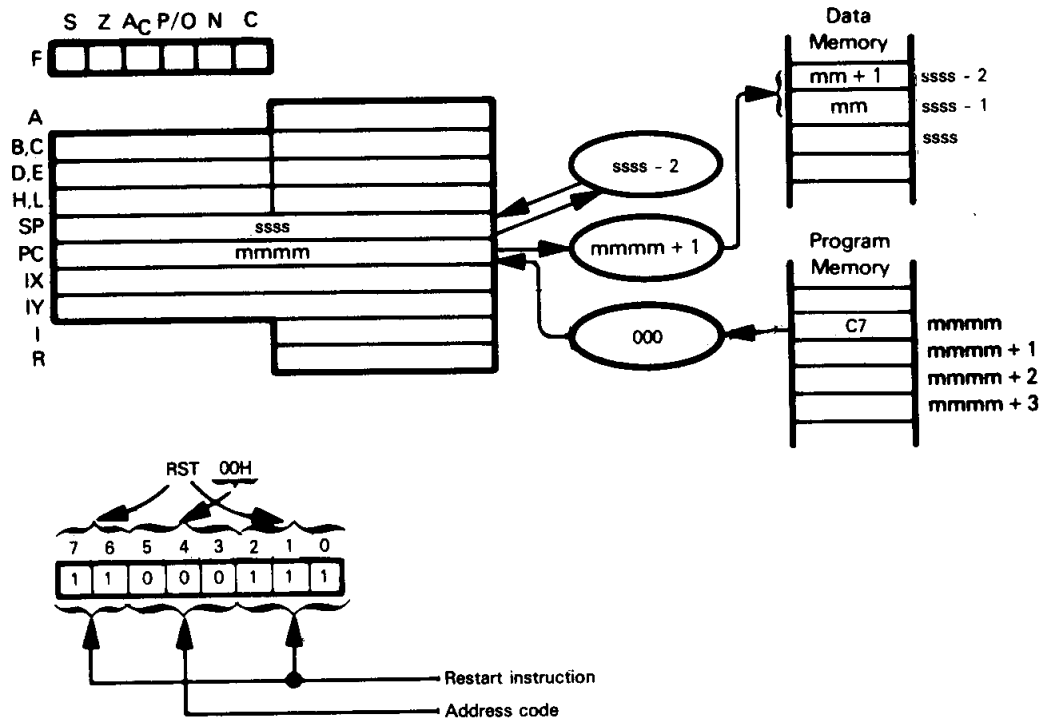 S Z AC P/O N C
F
A
B,C
D,E
H,L
SP ssss
PC mmmm
IX
IY
I
R
ssss - 2
mmmm + 1
000
Data
Memory
mm + 1 ssss - 2
mm ssss - 1
ssss
Program
Memory
C7 mmmm
mmmm + 1
mmmm + 2
mmmm + 3
RST 00H
7 6 5 4 3 2 1 0
1 1 0 0 0 1 1 1
Restart instruction
Address code